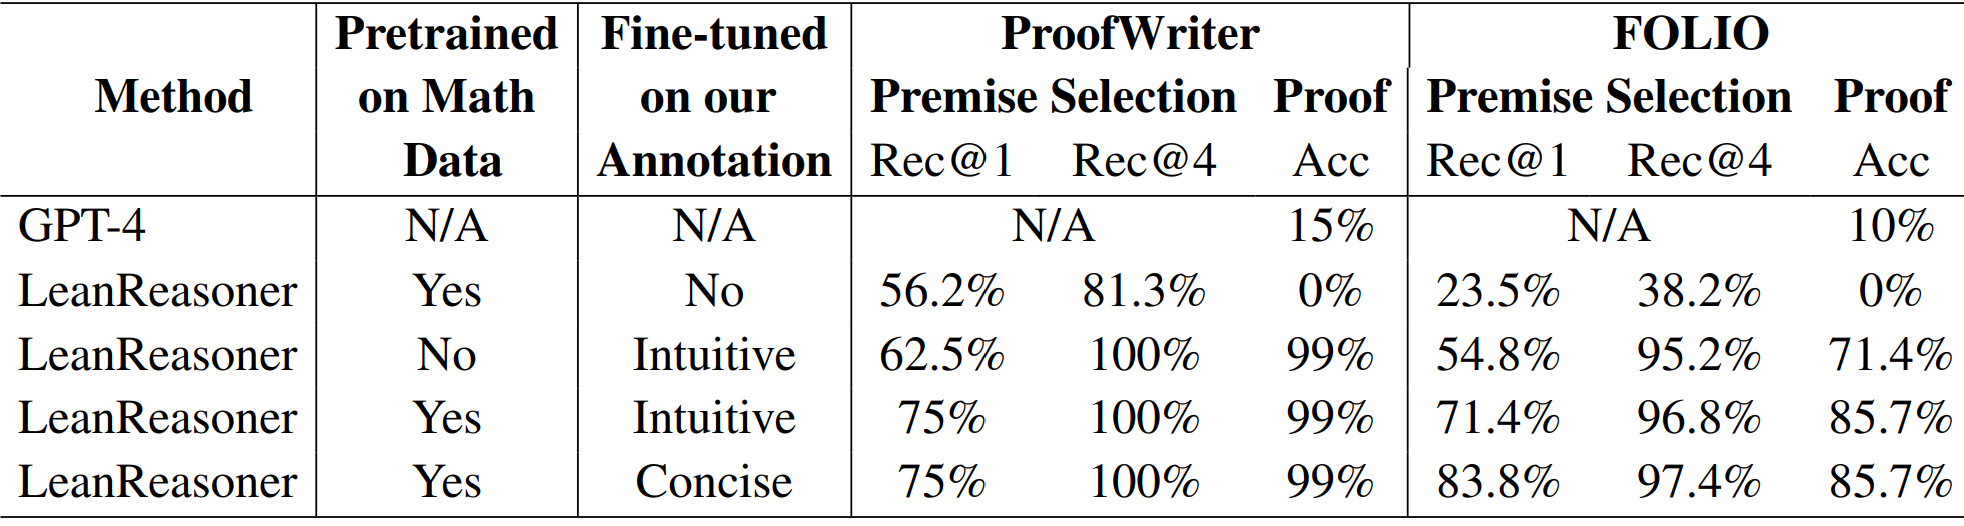 Pretrained Fine-tuned ProofWriter FOLIO
Method on Math on our Premise Selection Proof Premise Selection Proof
Data Annotation Rec@1 Rec@4 Acc Rec@1 Rec@4 Acc
GPT-4 N/A N/A N/A 15% N/A 10%
LeanReasoner Yes No 56.2% 81.3% 0% 23.5% 38.2% 0%
LeanReasoner No Intuitive 62.5% 100% 99% 54.8% 95.2% 71.4%
LeanReasoner Yes Intuitive 75% 100% 99% 71.4% 96.8% 85.7%
LeanReasoner Yes Concise 75% 100% 99% 83.8% 97.4% 85.7%